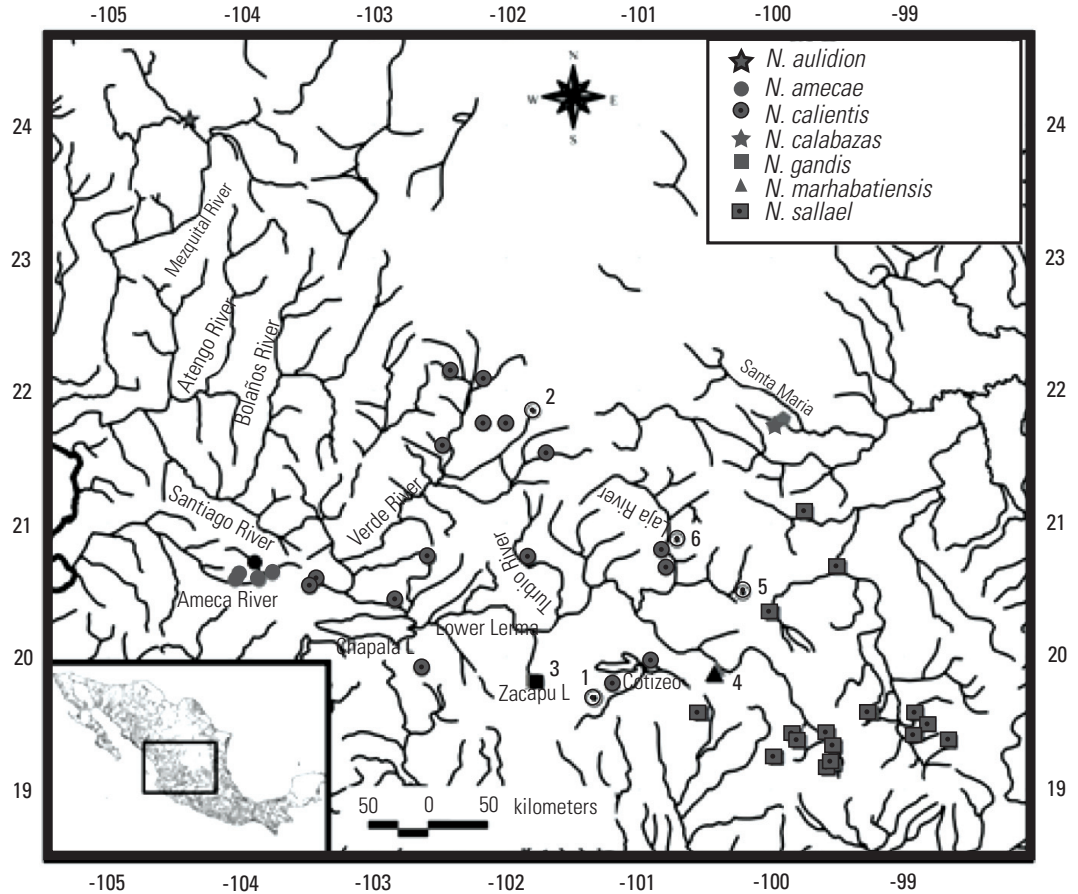 -105 -104 -103 -102 -101 -100 -99
N
W E
S
N. aulidion
N. amecae
N. calientis
N. calabazas
N. gandis
N. marhabatiensis
N. sallael
24 24
23 23
22 22
21 21
20 20
19 19
Mezquital River
Atengo River
Bolaños River
Santa Maria
2
Santiago River
Verde River
Laja River
6
Turbio River
5
Ameca River
Lower Lerma
Chapala L
3
Zacapu L
1
Cotizeo
4
50 0 50 kilometers
-105 -104 -103 -102 -101 -100 -99